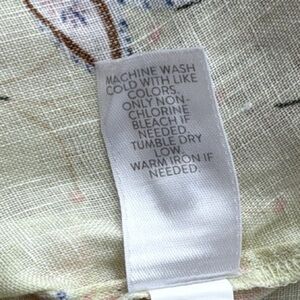 MACHINE WASH
COLD WITH LIKE
COLORS.
ONLY NON-
CHLORINE
BLEACH IF
NEEDED.
TUMBLE DRY
LOW.
WARM IRON IF
NEEDED.